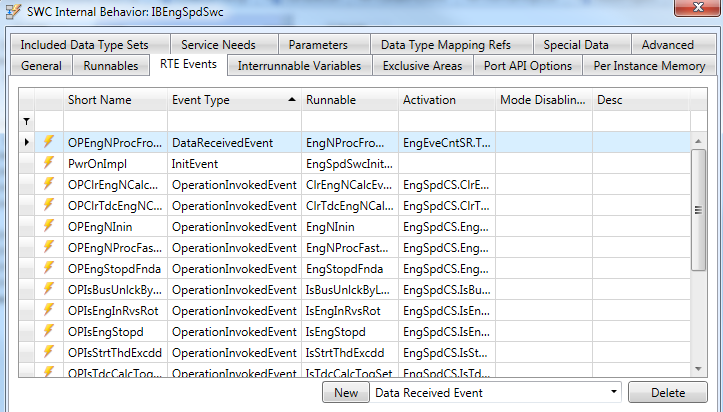 SWC Internal Behavior: IBEngSpdSwc
Included Data Type Sets Service Needs Parameters Data Type Mapping Refs Special Data Advanced
General Runnables RTE Events Interrunnable Variables Exclusive Areas Port API Options Per Instance Memory
Short Name Event Type Runnable Activation Mode Disablin... Desc
OPEngNProcFro... DataReceivedEvent EngNProcFro... EngEveCntSR.T...
PwrOnImpl InitEvent EngSpdSwcInit...
OPClrEngNCalc... OperationInvokedEvent ClrEngNCalcEv... EngSpdCS.ClrE...
OPClrTdcEngNC... OperationInvokedEvent ClrTdcEngNCal... EngSpdCS.ClrT...
OPEngNInin OperationInvokedEvent EngNInin EngSpdCS.Eng...
OPEngNProcFas... OperationInvokedEvent EngNProcFast... EngSpdCS.Eng...
OPEngStopdFnda OperationInvokedEvent EngStopdFnda EngSpdCS.Eng...
OPIsBusUnlckBy... OperationInvokedEvent IsBusUnlckByL... EngSpdCS.IsBu...
OPIsEngInRvsRot OperationInvokedEvent IsEngInRvsRot EngSpdCS.IsEn...
OPIsEngStopd OperationInvokedEvent IsEngStopd EngSpdCS.IsEn...
OPIsStrtThdExcdd OperationInvokedEvent IsStrtThdExcdd EngSpdCS.IsSt...
OPIsTdcCalcTog... OperationInvokedEvent IsTdcCalcTogSet EngSpdCS.IsTd...
New Data Received Event Delete